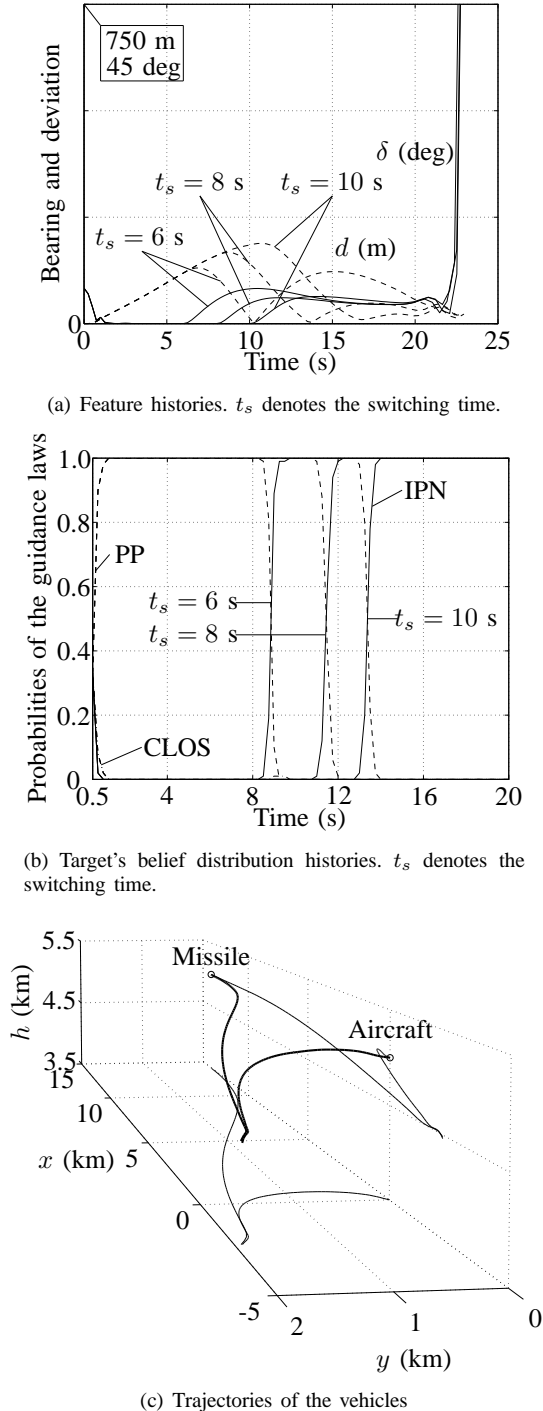 750 m
45 deg
Bearing and deviation
δ (deg)
t_s = 8 s
t_s = 10 s
t_s = 6 s
d (m)
0
0
5
10
15
20
25
Time (s)
(a) Feature histories. t_s denotes the switching time.
Probabilities of the guidance laws
1.0
0.8
0.6
0.4
0.2
0
IPN
PP
t_s = 6 s
t_s = 8 s
t_s = 10 s
CLOS
0.5
4
8
12
16
20
Time (s)
(b) Target's belief distribution histories. t_s denotes the
switching time.
5.5
4.5
3.5
h (km)
Missile
Aircraft
15
10
5
0
-5
x (km)
2
1
0
y (km)
(c) Trajectories of the vehicles